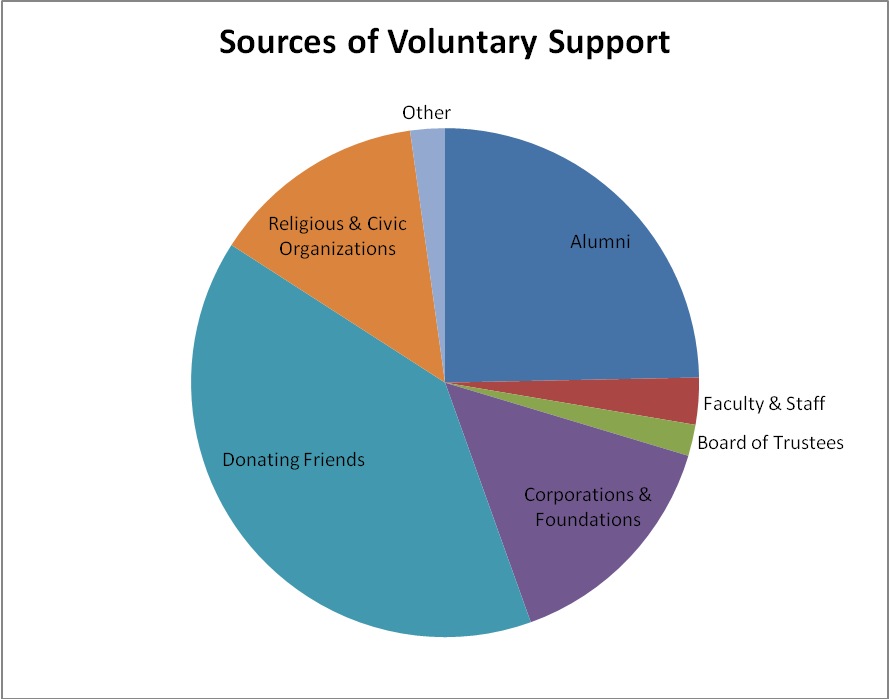 Sources of Voluntary Support
Other
Religious & Civic
Organizations
Alumni
Faculty & Staff
Board of Trustees
Donating Friends
Corporations &
Foundations